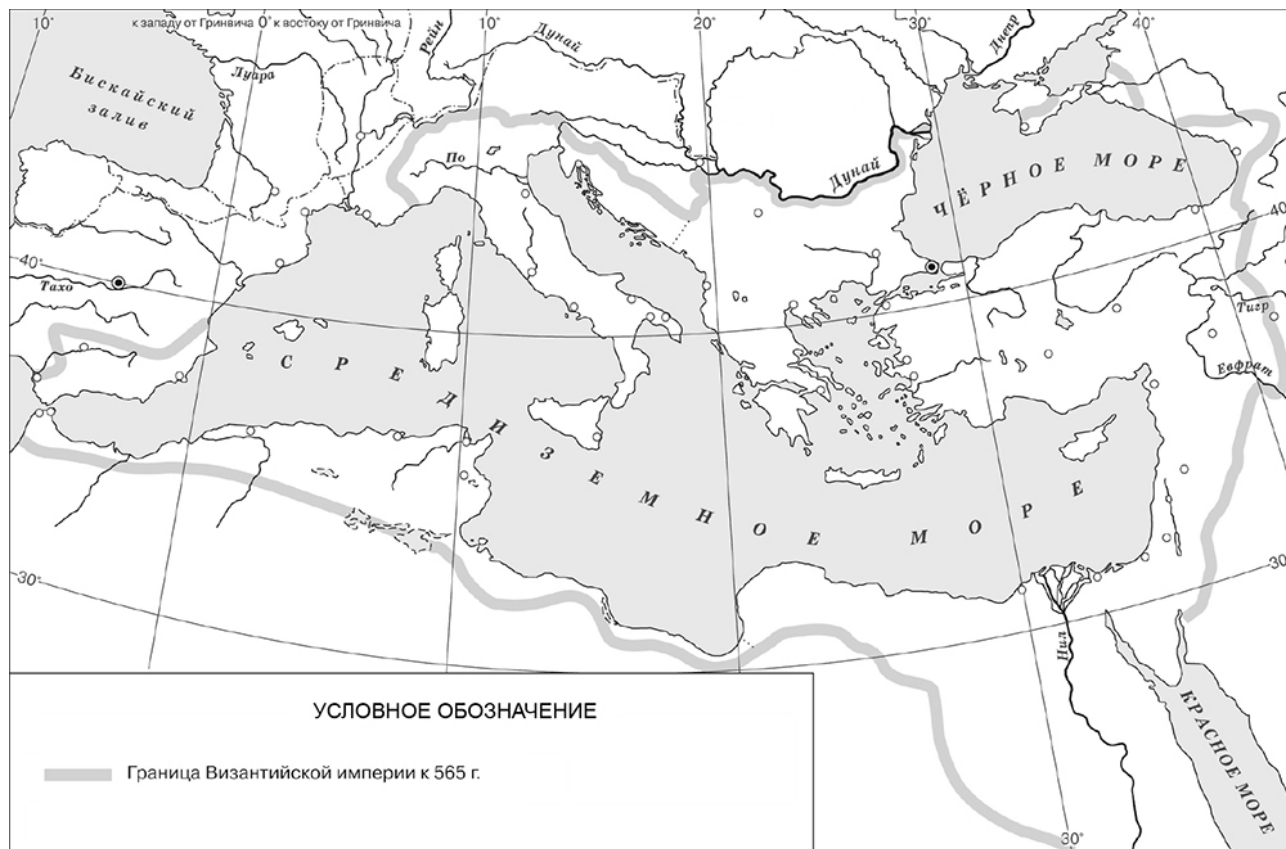 10°
к западу от Гринвича 0° к востоку от Гринвича
10°
20°
30°
40°
Рейн
Дунай
Днепр
Луара
Бискайский
залив
По
Дунай
ЧЁРНОЕ МОРЕ
40°
40°
Тахо
Тигр
Евфрат
СРЕДИЗЕМНОЕ МОРЕ
30°
30°
Нил
КРАСНОЕ МОРЕ
30°
УСЛОВНОЕ ОБОЗНАЧЕНИЕ
Граница Византийской империи к 565 г.